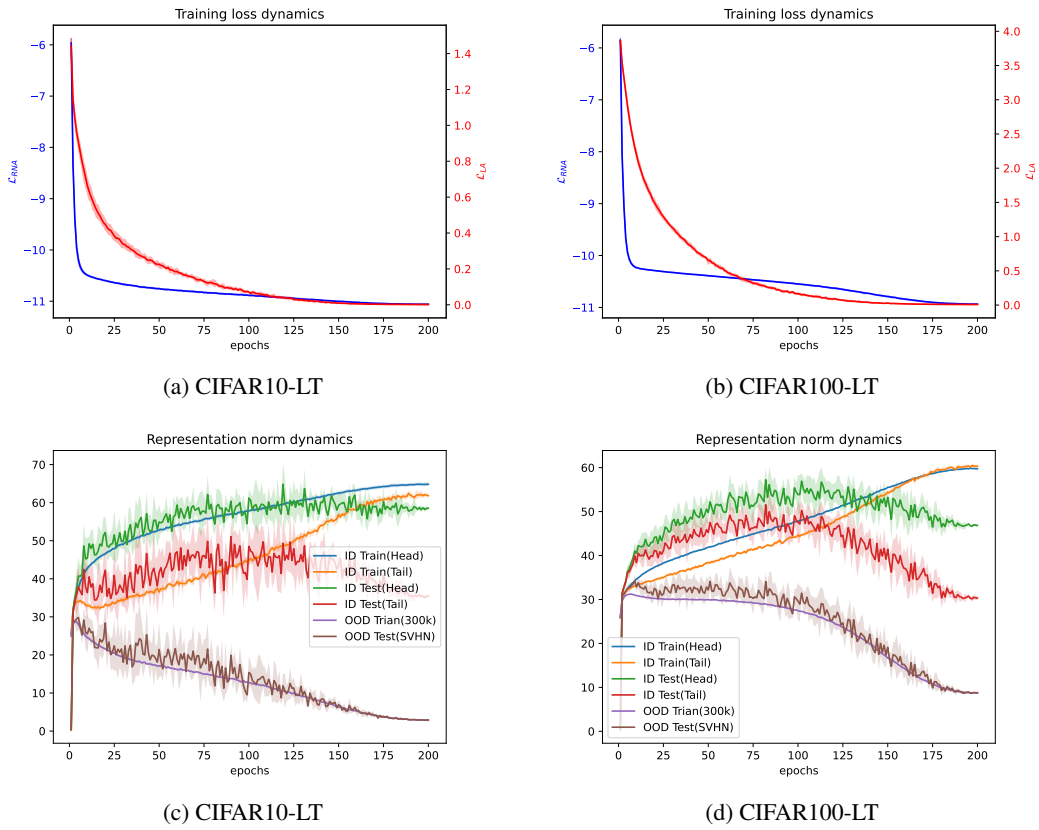 Training loss dynamics
−6
−7
−8
−9
−10
−11
ℒRNA
1.4
1.2
1.0
0.8
0.6
0.4
0.2
0.0
ℒLA
0 25 50 75 100 125 150 175 200
epochs
(a) CIFAR10-LT
Training loss dynamics
−6
−7
−8
−9
−10
−11
ℒRNA
4.0
3.5
3.0
2.5
2.0
1.5
1.0
0.5
0.0
ℒLA
0 25 50 75 100 125 150 175 200
epochs
(b) CIFAR100-LT
Representation norm dynamics
70
60
50
40
30
20
10
0
ID Train(Head)
ID Train(Tail)
ID Test(Head)
ID Test(Tail)
OOD Trian(300k)
OOD Test(SVHN)
0 25 50 75 100 125 150 175 200
epochs
(c) CIFAR10-LT
Representation norm dynamics
60
50
40
30
20
10
0
ID Train(Head)
ID Train(Tail)
ID Test(Head)
ID Test(Tail)
OOD Trian(300k)
OOD Test(SVHN)
0 25 50 75 100 125 150 175 200
epochs
(d) CIFAR100-LT